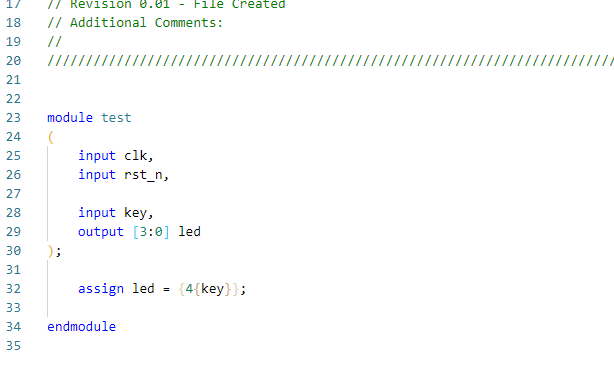 17 // Revision 0.01 - File Created
18 // Additional Comments:
19 //
20 //////////////////////////////////////////////////////////////////////////
21
22
23 module test
24 (
25 input clk,
26 input rst_n,
27
28 input key,
29 output [3:0] led
30 );
31
32 assign led = {4{key}};
33
34 endmodule
35